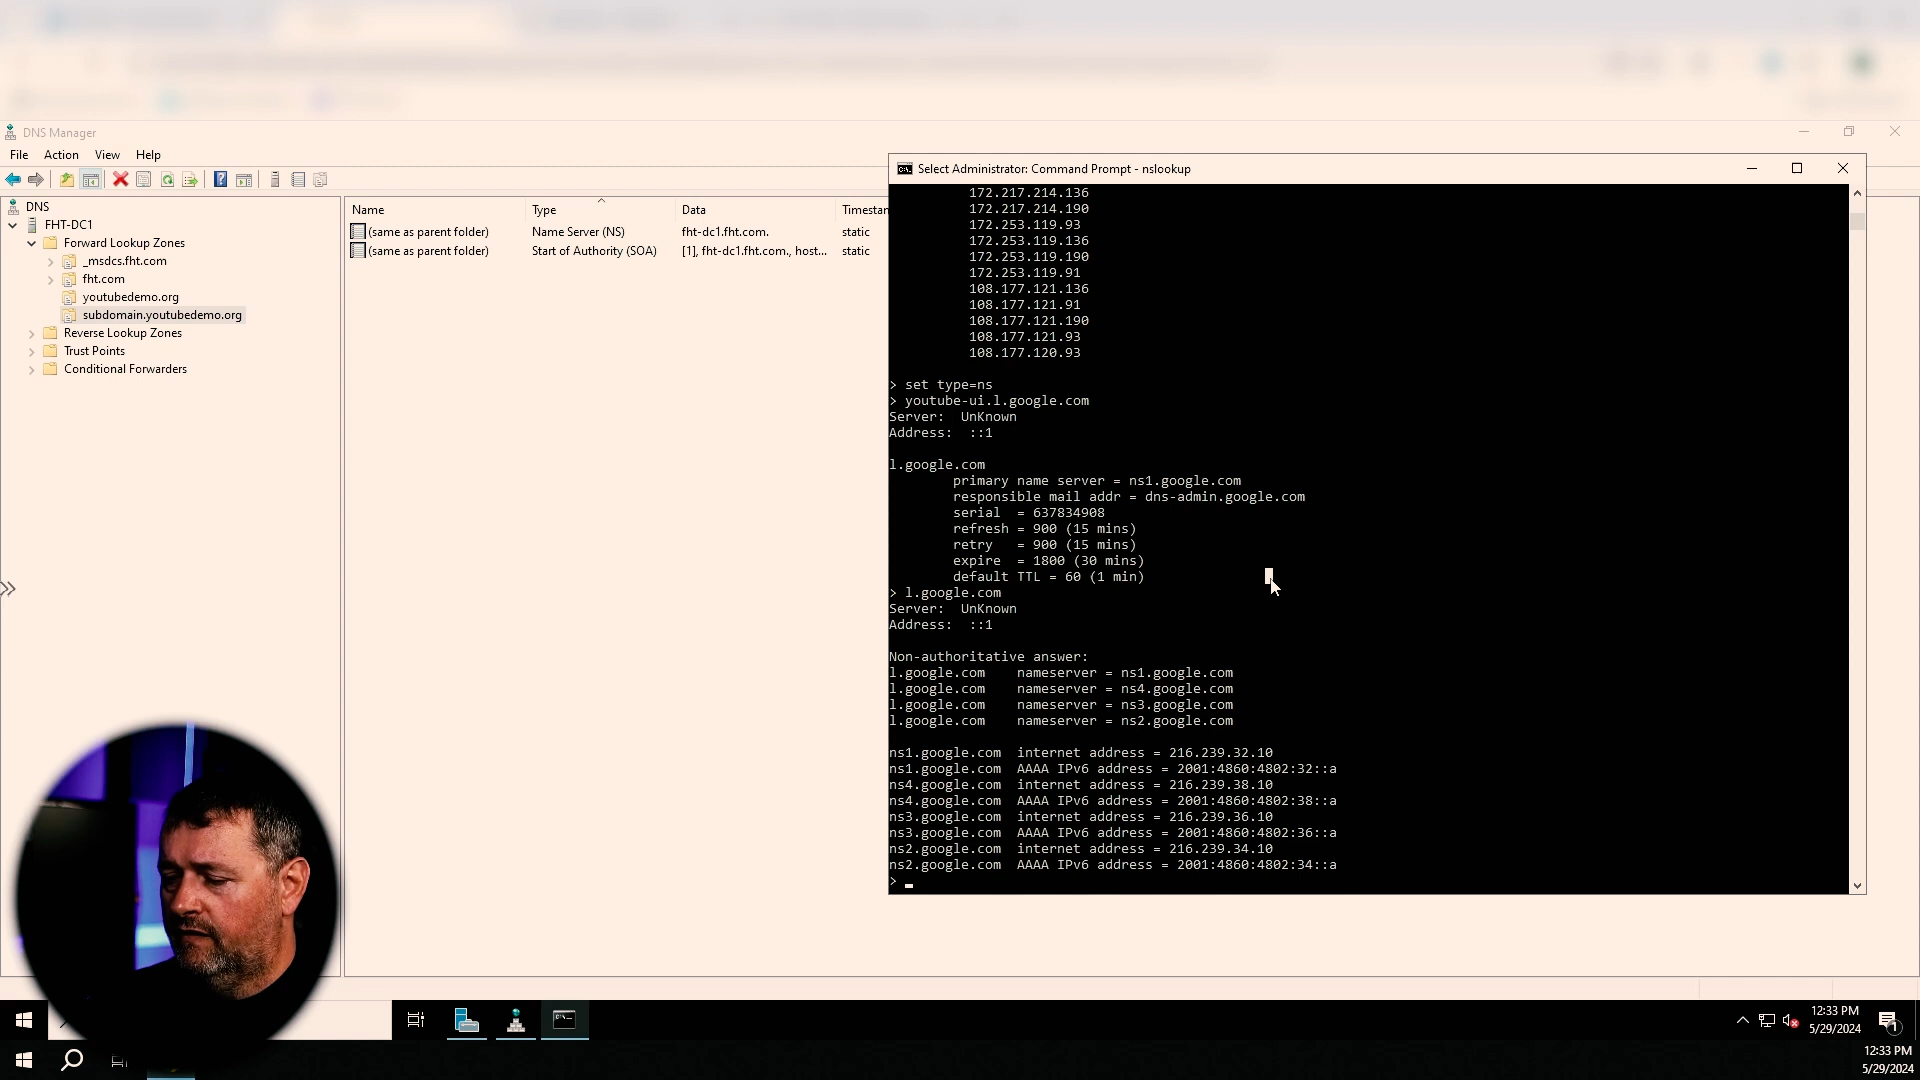 DNS Manager
File Action View Help
DNS
FHT-DC1
Forward Lookup Zones
_msdcs.fht.com
fht.com
youtubedemo.org
subdomain.youtubedemo.org
Reverse Lookup Zones
Trust Points
Conditional Forwarders
Name Type Data Timestan
(same as parent folder) Name Server (NS) fht-dc1.fht.com. static
(same as parent folder) Start of Authority (SOA) [1], fht-dc1.fht.com., host... static
Select Administrator: Command Prompt - nslookup
172.217.214.136
172.217.214.190
172.253.119.93
172.253.119.136
172.253.119.190
172.253.119.91
108.177.121.136
108.177.121.91
108.177.121.190
108.177.121.93
108.177.120.93
> set type=ns
> youtube-ui.l.google.com
Server: UnKnown
Address: ::1
l.google.com
primary name server = ns1.google.com
responsible mail addr = dns-admin.google.com
serial = 637834908
refresh = 900 (15 mins)
retry = 900 (15 mins)
expire = 1800 (30 mins)
default TTL = 60 (1 min)
> l.google.com
Server: UnKnown
Address: ::1
Non-authoritative answer:
l.google.com nameserver = ns1.google.com
l.google.com nameserver = ns4.google.com
l.google.com nameserver = ns3.google.com
l.google.com nameserver = ns2.google.com
ns1.google.com internet address = 216.239.32.10
ns1.google.com AAAA IPv6 address = 2001:4860:4802:32::a
ns4.google.com internet address = 216.239.38.10
ns4.google.com AAAA IPv6 address = 2001:4860:4802:38::a
ns3.google.com internet address = 216.239.36.10
ns3.google.com AAAA IPv6 address = 2001:4860:4802:36::a
ns2.google.com internet address = 216.239.34.10
ns2.google.com AAAA IPv6 address = 2001:4860:4802:34::a
>
12:33 PM
5/29/2024
1
12:33 PM
5/29/2024